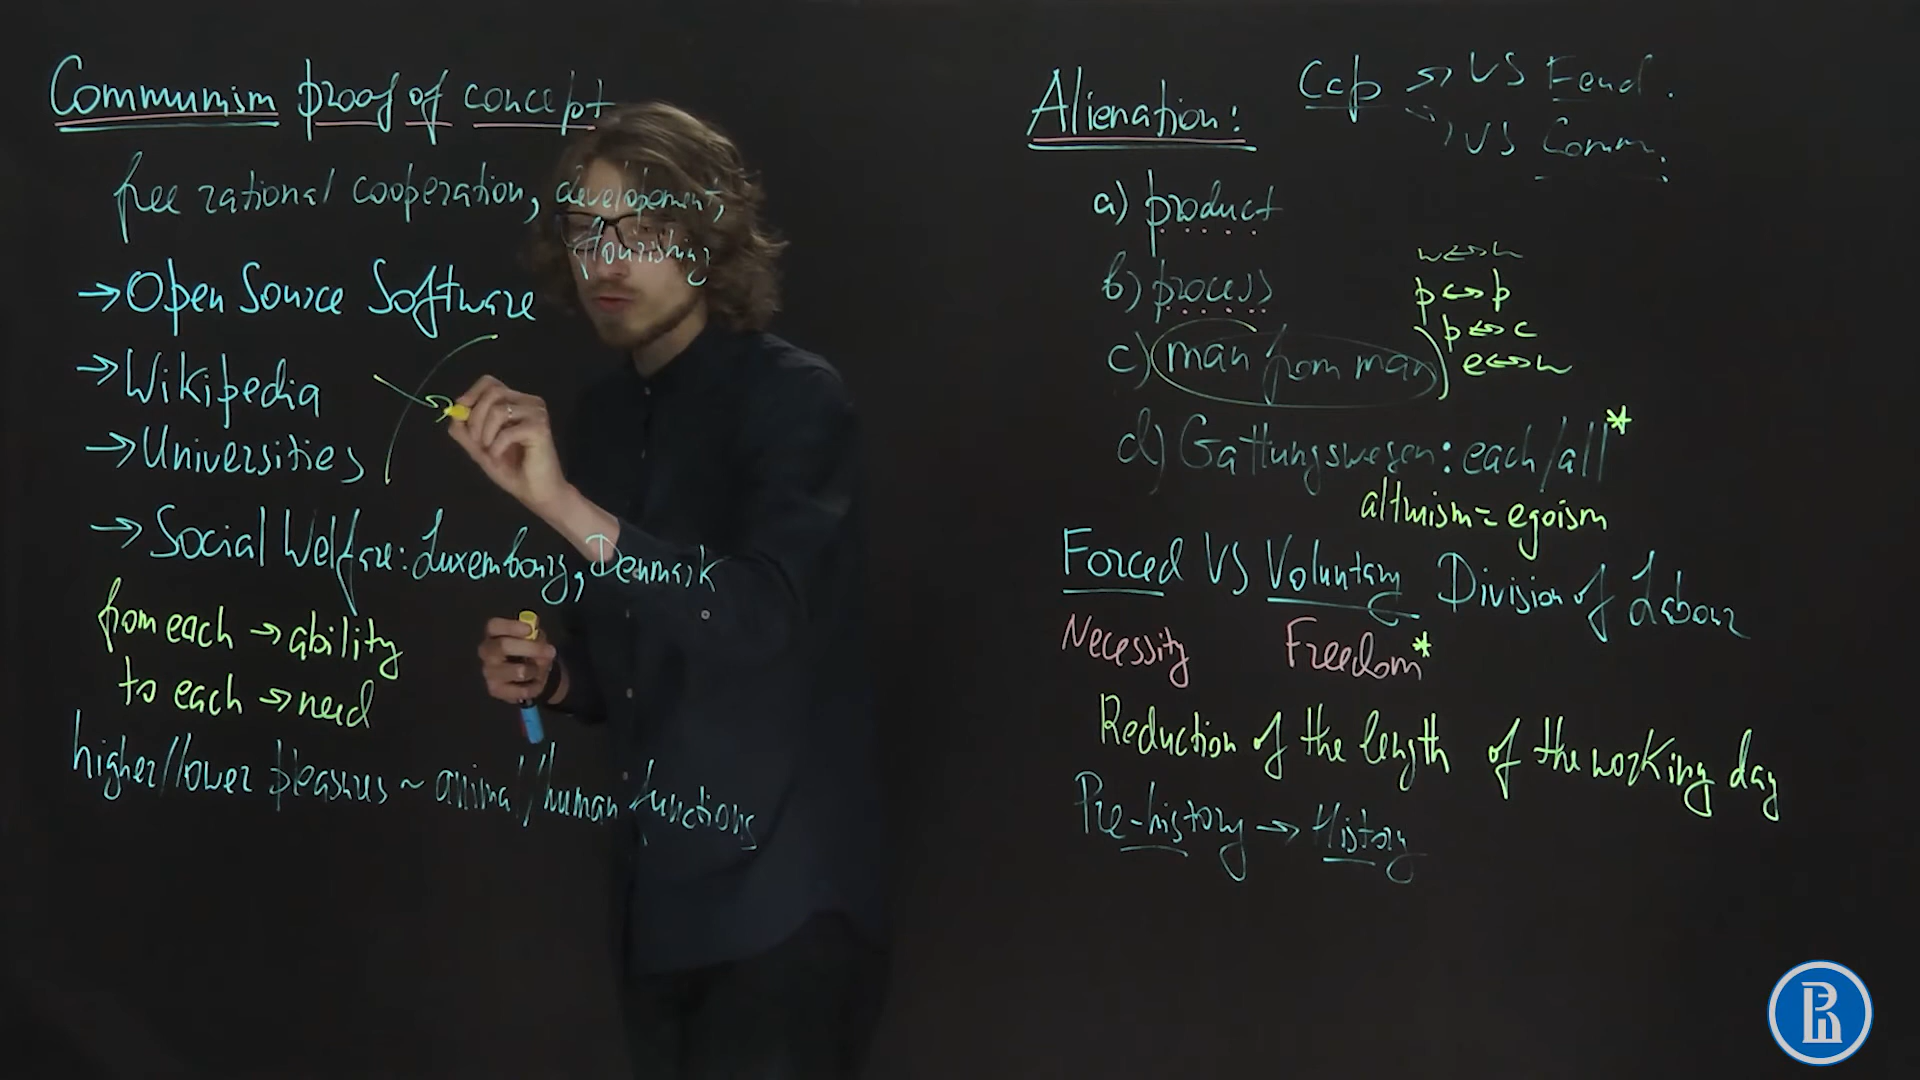 Communism proof of concept
free rational cooperation, development,
flourishing
→ Open Source Software
→ Wikipedia
→ Universities
→ Social Welfare: Luxembourg, Denmark
from each → ability
to each → need
higher/lower pleasures ~ animal/human functions
Alienation:
Cap → VS Feud.
→ VS Comm.
a) product
b) process
w ↔ w
p ↔ p
p ↔ c
c) man from man
e ↔ w
d) Gattungswesen: each/all *
altruism = egoism
Forced VS Voluntary Division of Labour
Necessity Freedom *
Reduction of the length of the working day
Pre-history → History